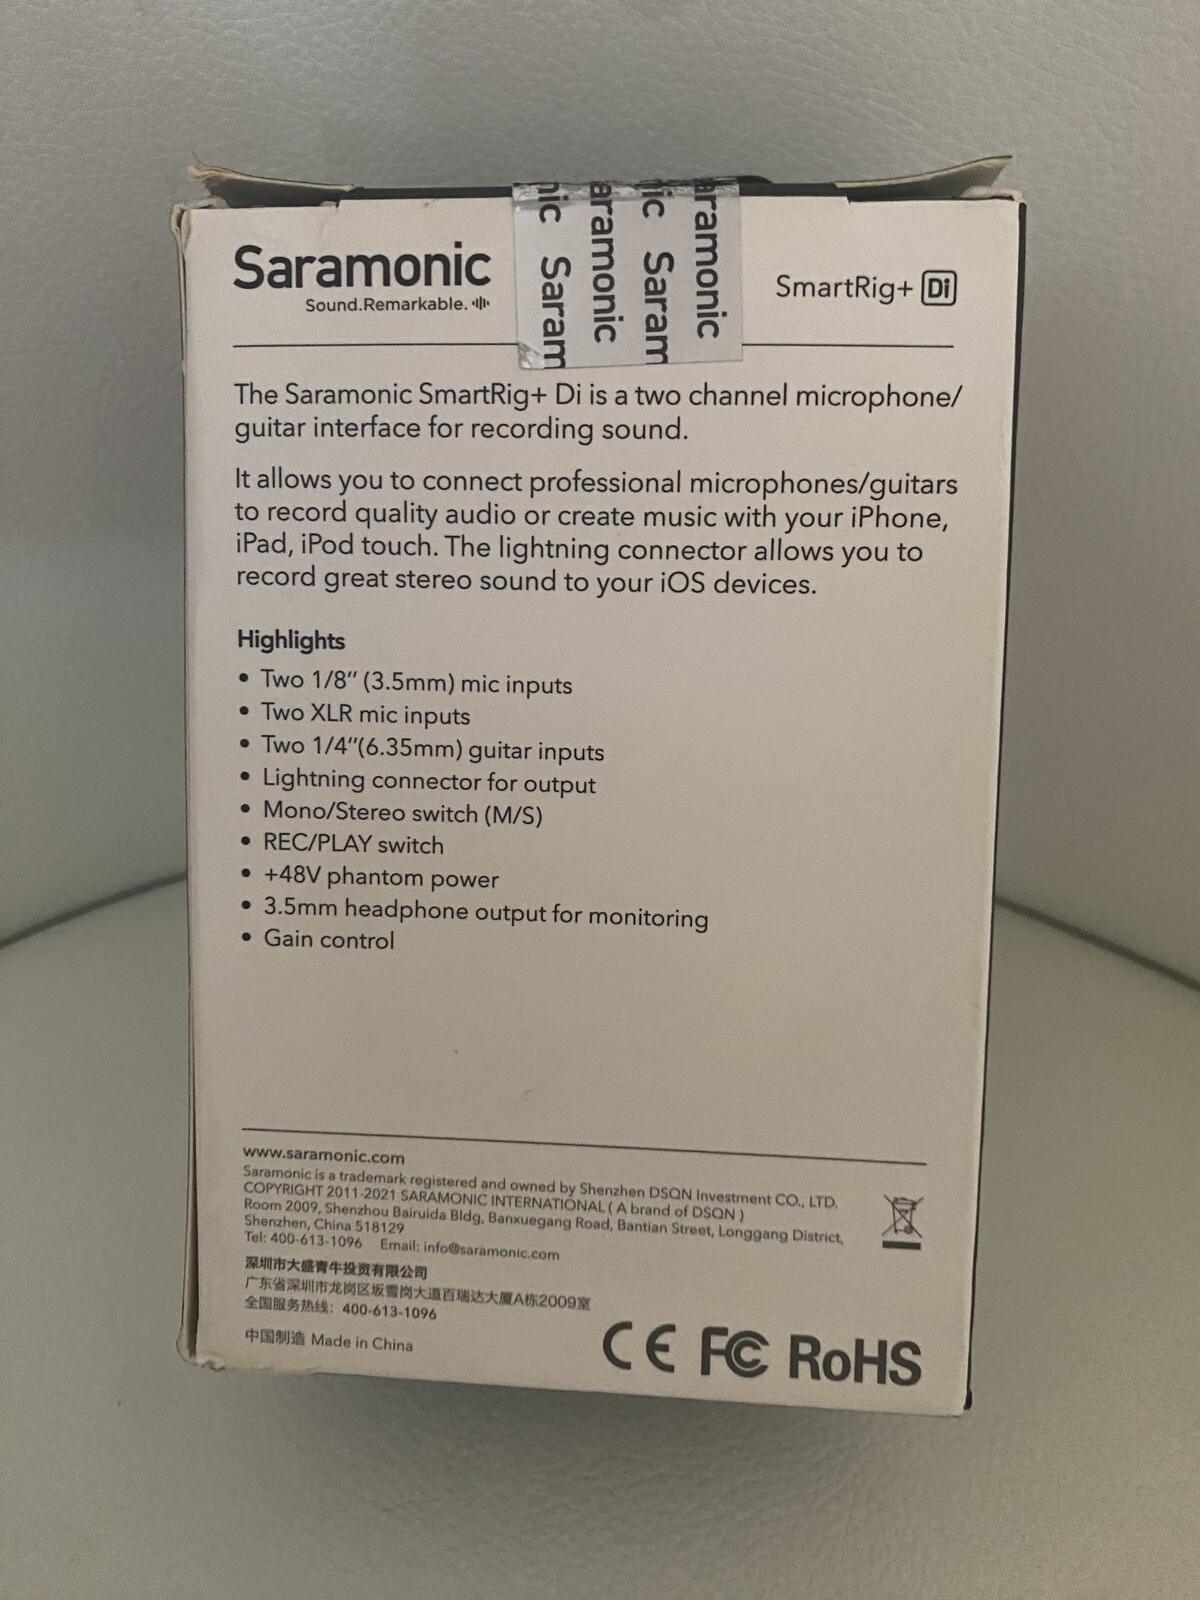 Saramonic
Sound.Remarkable.
nic Saram
aramonic
nic Saram
aramonic
SmartRig+ Di
The Saramonic SmartRig+ Di is a two channel microphone/
guitar interface for recording sound.
It allows you to connect professional microphones/guitars
to record quality audio or create music with your iPhone,
iPad, iPod touch. The lightning connector allows you to
record great stereo sound to your iOS devices.
Highlights
• Two 1/8" (3.5mm) mic inputs
• Two XLR mic inputs
• Two 1/4"(6.35mm) guitar inputs
• Lightning connector for output
• Mono/Stereo switch (M/S)
• REC/PLAY switch
• +48V phantom power
• 3.5mm headphone output for monitoring
• Gain control
www.saramonic.com
Saramonic is a trademark registered and owned by Shenzhen DSQN Investment CO., LTD.
COPYRIGHT 2011-2021 SARAMONIC INTERNATIONAL ( A brand of DSQN )
Room 2009, Shenzhou Bairuida Bldg, Banxuegang Road, Bantian Street, Longgang District,
Shenzhen, China 518129
Tel: 400-613-1096 Email: info@saramonic.com
深圳市大盛青牛投资有限公司
广东省深圳市龙岗区坂雪岗大道百瑞达大厦A栋2009室
全国服务热线：400-613-1096
中国制造 Made in China
CE FC RoHS